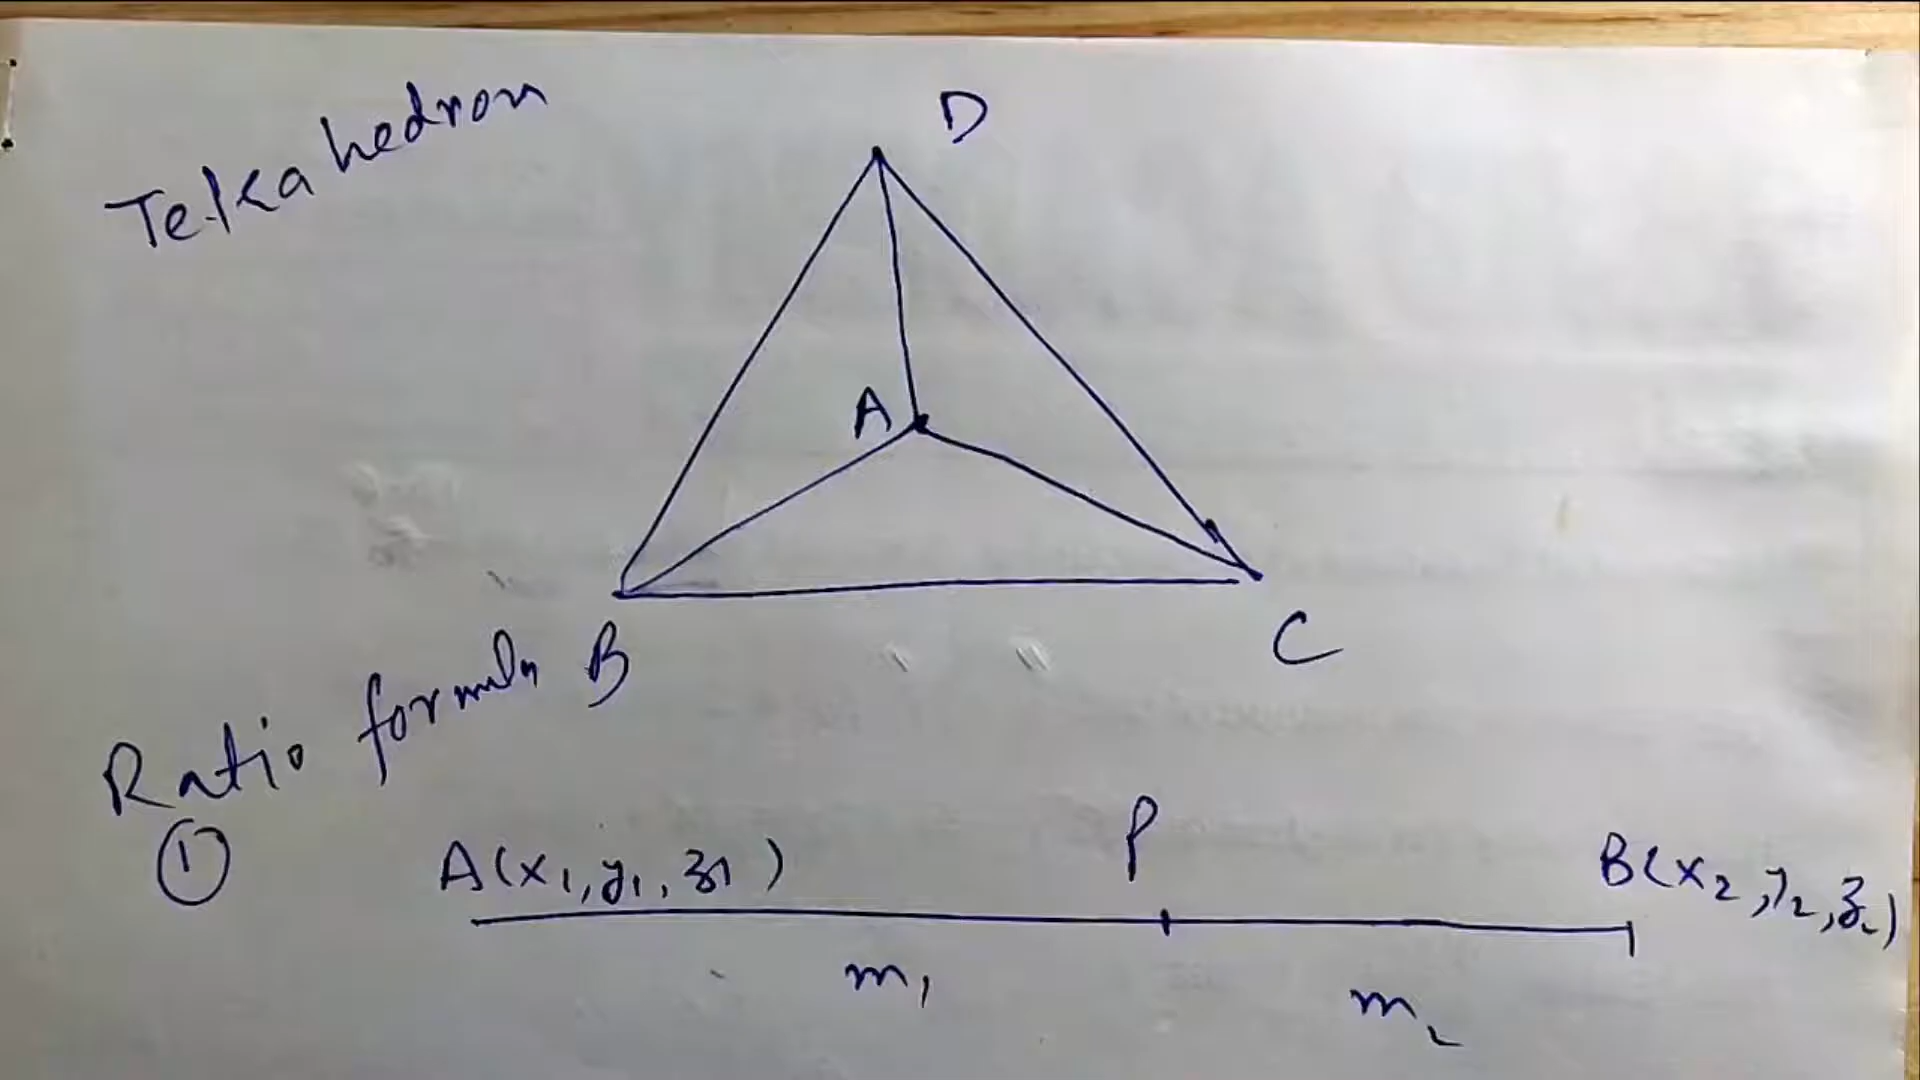 Tetrahedron
D
A
B
C
Ratio formula
①
A(x₁, y₁, z₁)
P
B(x₂, y₂, z₂)
m₁
m₂